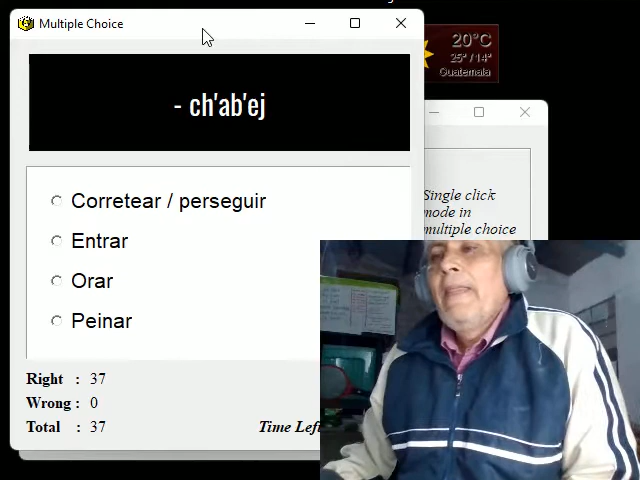 Multiple Choice
- ch'ab'ej
Corretear / perseguir
Entrar
Orar
Peinar
Right : 37
Wrong : 0
Total : 37
Time Left
20°C
25° / 14°
Guatemala
Single click
mode in
multiple choice